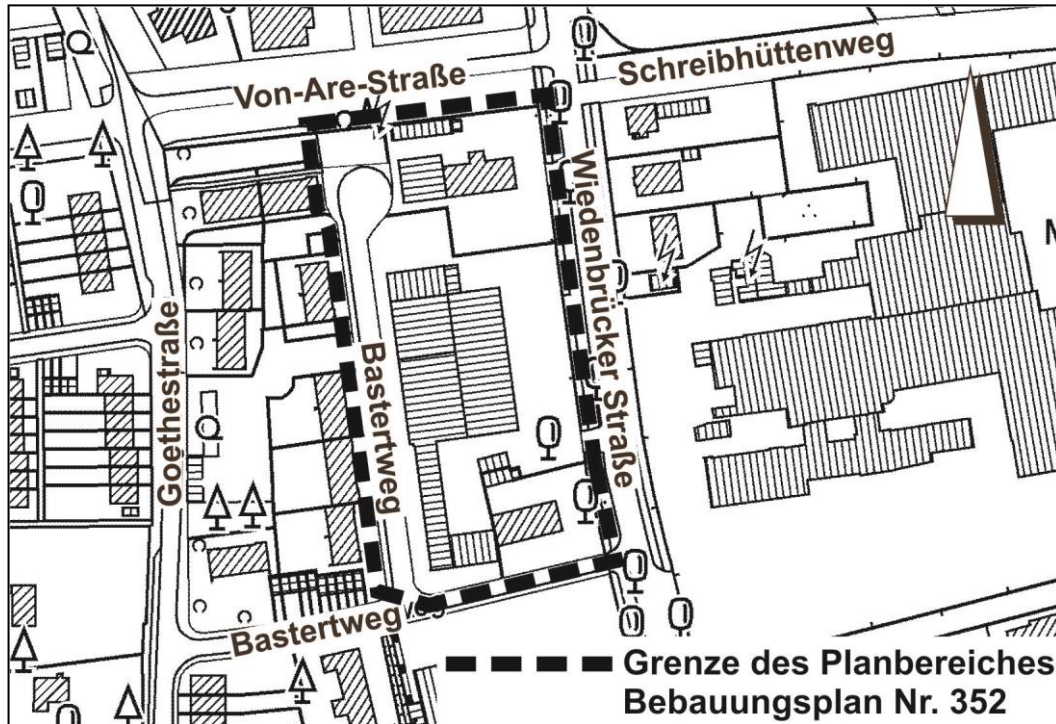 Von-Are-Straße
Schreibhüttenweg
Wiedenbrücker Straße
Goethestraße
Bastertweg
Bastertweg
Grenze des Planbereiches
Bebauungsplan Nr. 352